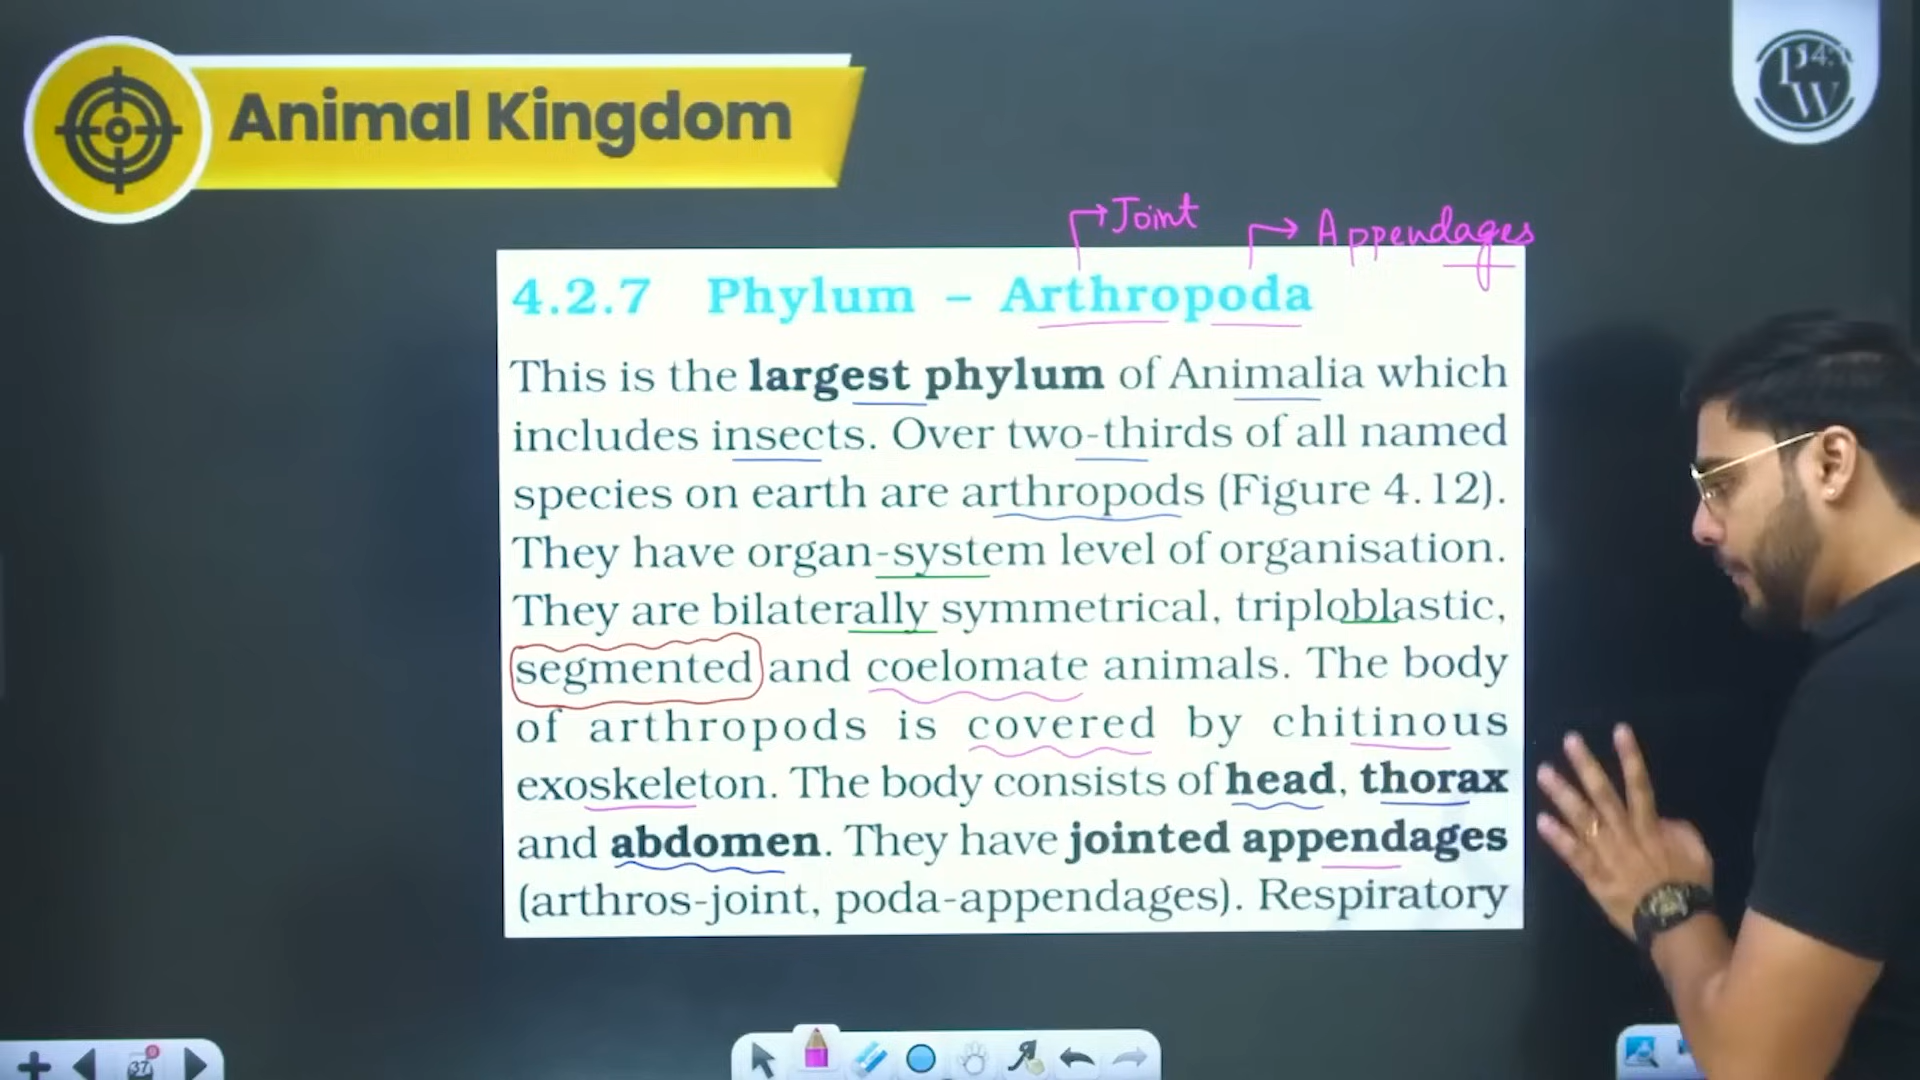 Animal Kingdom
PW
Joint
Appendages
4.2.7 Phylum – Arthropoda
This is the largest phylum of Animalia which
includes insects. Over two-thirds of all named
species on earth are arthropods (Figure 4.12).
They have organ-system level of organisation.
They are bilaterally symmetrical, triploblastic,
segmented and coelomate animals. The body
of arthropods is covered by chitinous
exoskeleton. The body consists of head, thorax
and abdomen. They have jointed appendages
(arthros-joint, poda-appendages). Respiratory
37